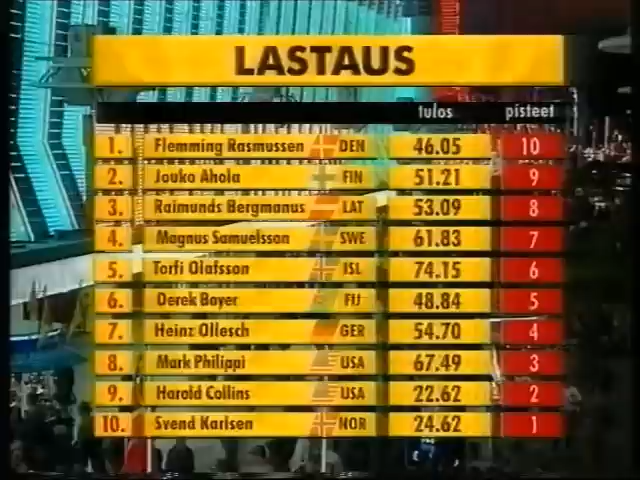 LASTAUS
tulos pisteet
1. Flemming Rasmussen DEN 46.05 10
2. Jouko Ahola FIN 51.21 9
3. Raimunds Bergmanus LAT 53.09 8
4. Magnus Samuelsson SWE 61.83 7
5. Torfi Olafsson ISL 74.15 6
6. Derek Boyer FIJ 48.84 5
7. Heinz Ollesch GER 54.70 4
8. Mark Philippi USA 67.49 3
9. Harold Collins USA 22.62 2
10. Svend Karlsen NOR 24.62 1